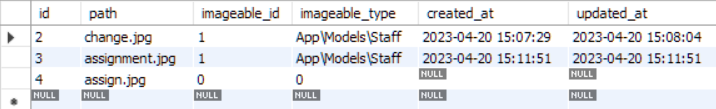 id path imageable_id imageable_type created_at updated_at
2 change.jpg 1 App\Models\Staff 2023-04-20 15:07:29 2023-04-20 15:08:04
3 assignment.jpg 1 App\Models\Staff 2023-04-20 15:11:51 2023-04-20 15:11:51
4 assign.jpg 0 0 NULL NULL
NULL NULL NULL NULL NULL NULL